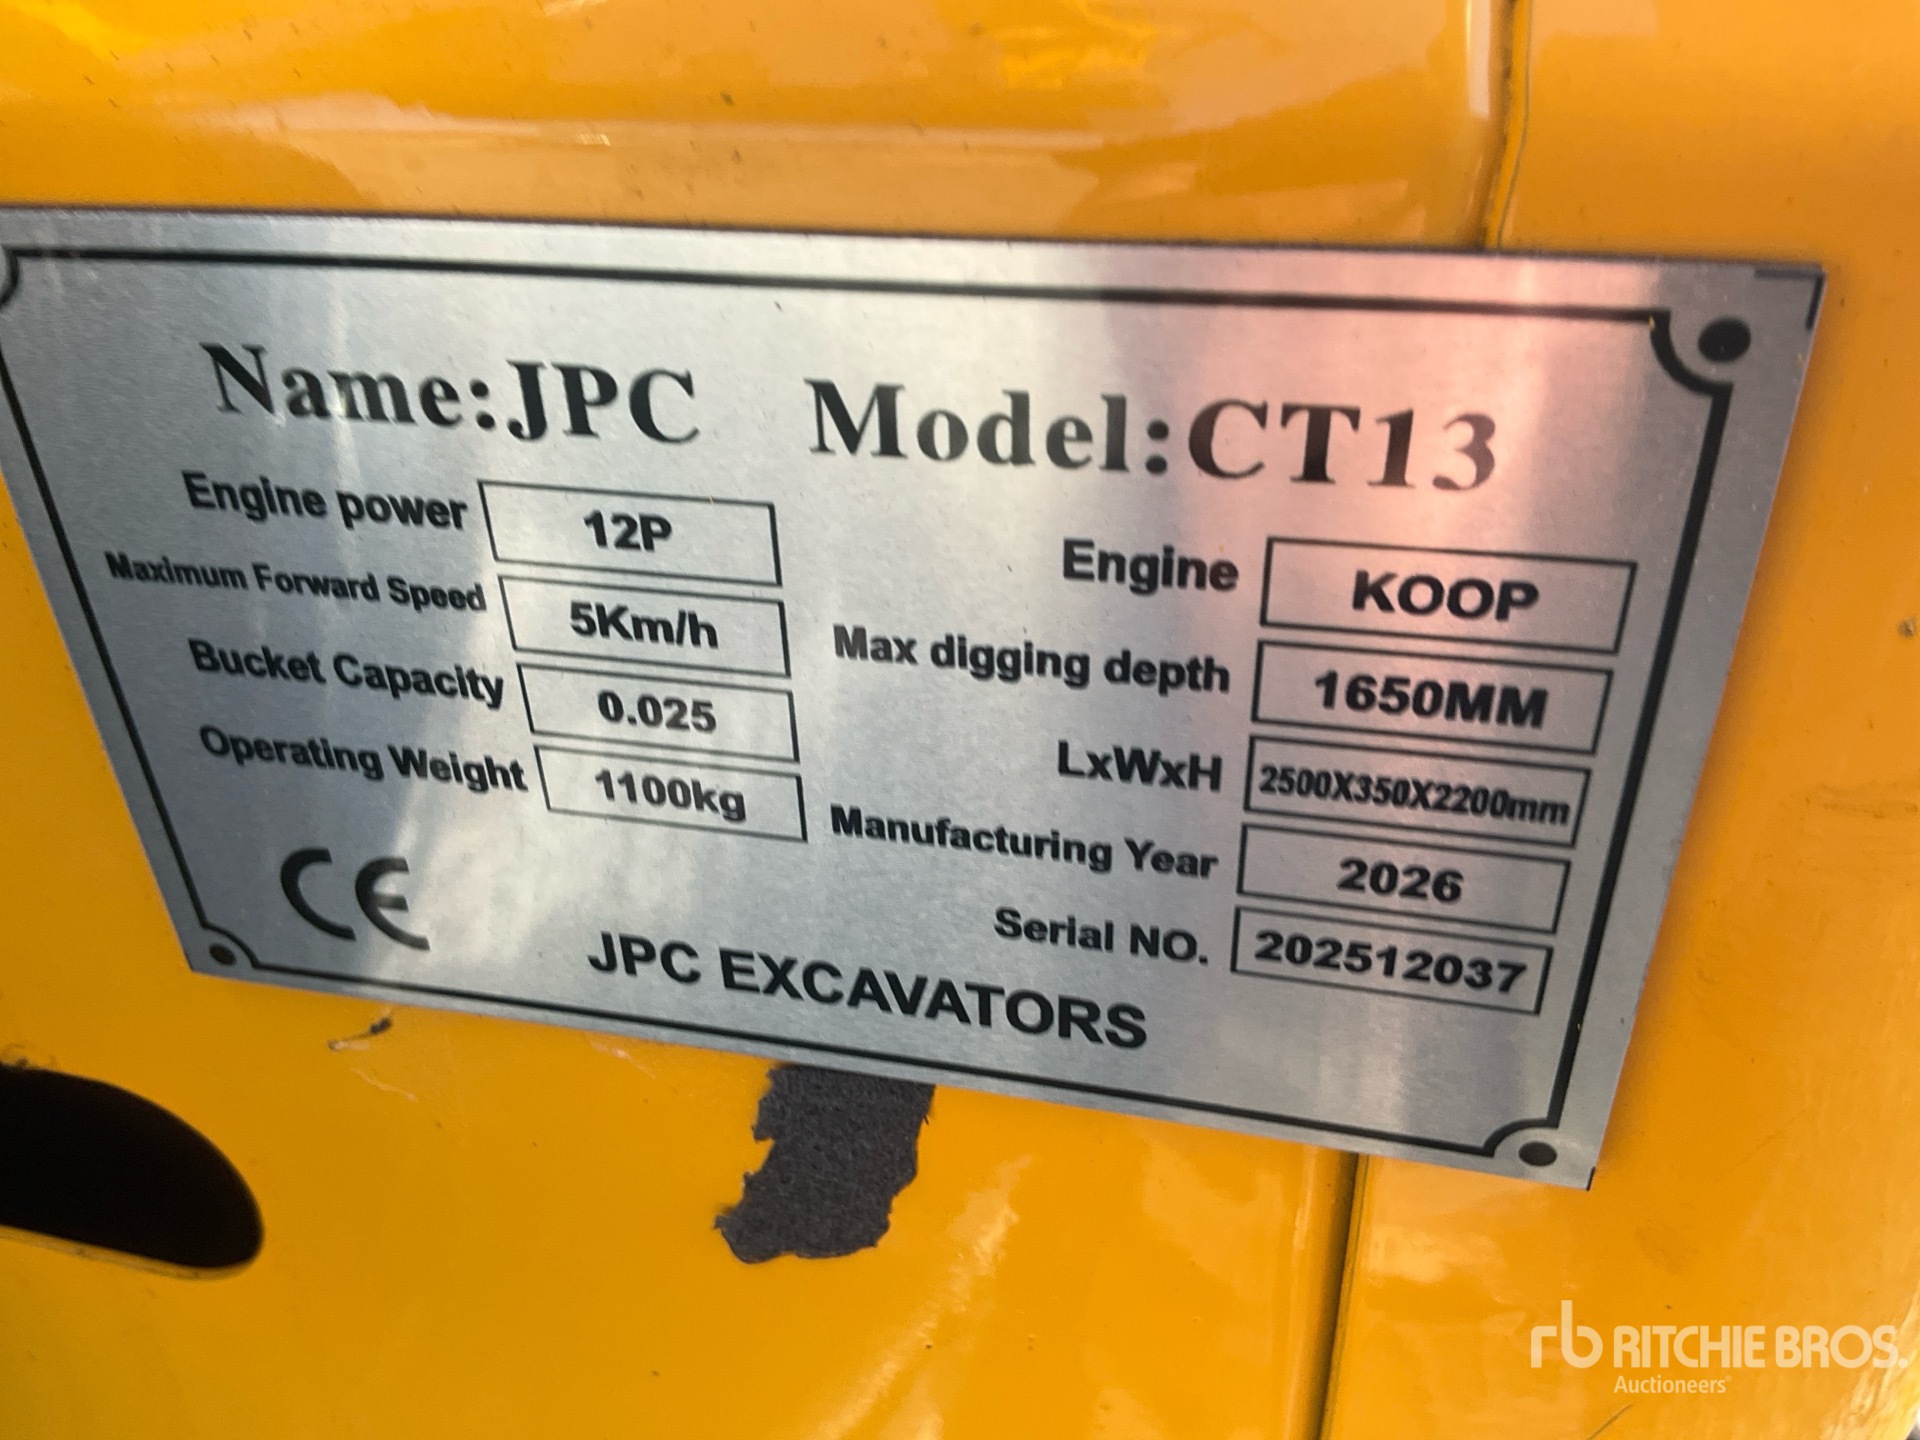 Name:JPC Model:CT13
Engine power 12P
Maximum Forward Speed 5Km/h
Bucket Capacity 0.025
Operating Weight 1100kg
Engine KOOP
Max digging depth 1650MM
LxWxH 2500X350X2200mm
Manufacturing Year 2026
Serial NO. 202512037
CE
JPC EXCAVATORS
rb RITCHIE BROS.
Auctioneers